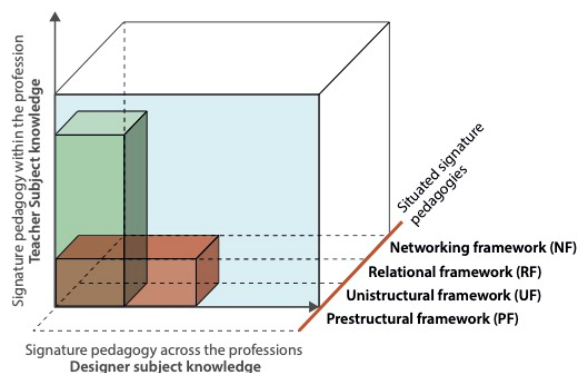 Signature pedagogy within the profession
Teacher Subject knowledge
Situated signature
pedagogies
Networking framework (NF)
Relational framework (RF)
Unistructural framework (UF)
Prestructural framework (PF)
Signature pedagogy across the professions
Designer subject knowledge